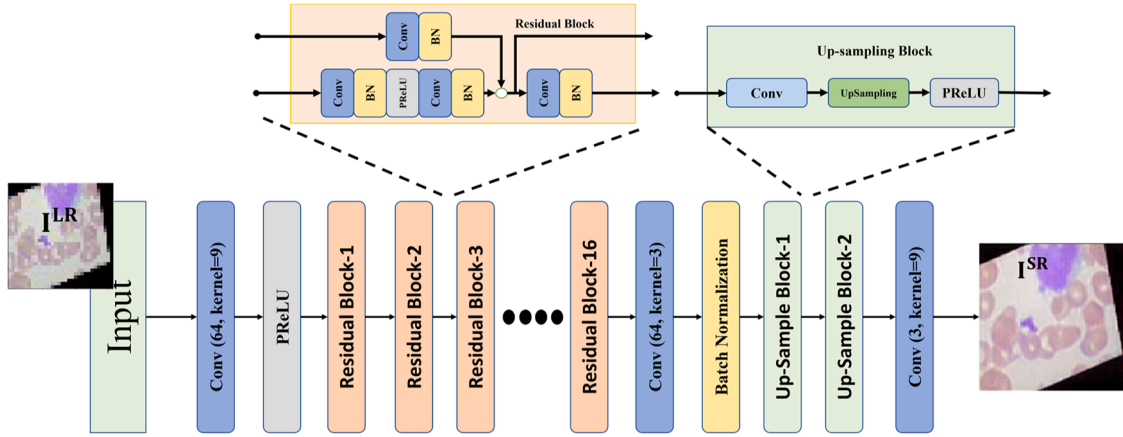 Residual Block
Conv
BN
Conv
BN
PReLU
Conv
BN
Conv
BN
Up-sampling Block
Conv
UpSampling
PReLU
I^LR
Input
Conv (64, kernel=9)
PReLU
Residual Block-1
Residual Block-2
Residual Block-3
Residual Block-16
Conv (64, kernel=3)
Batch Normalization
Up-Sample Block-1
Up-Sample Block-2
Conv (3, kernel=9)
I^SR